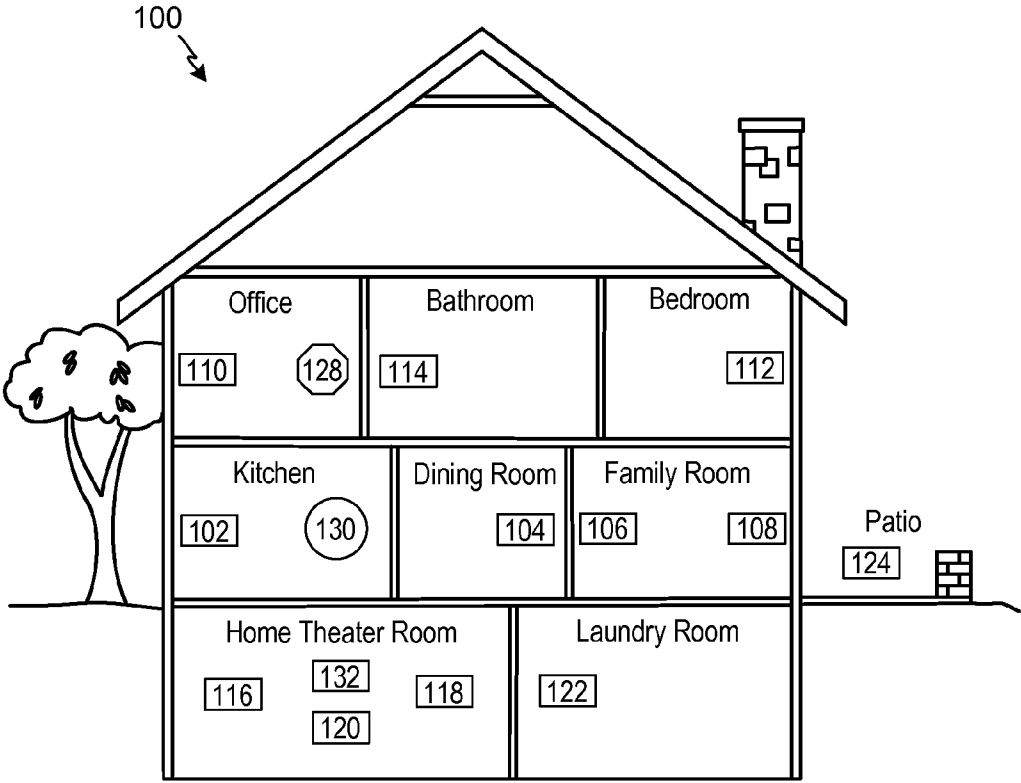 100
Office Bathroom Bedroom
110 128 114 112
Kitchen Dining Room Family Room
102 130 104 106 108
Patio
124
Home Theater Room Laundry Room
116 132 118 122
120